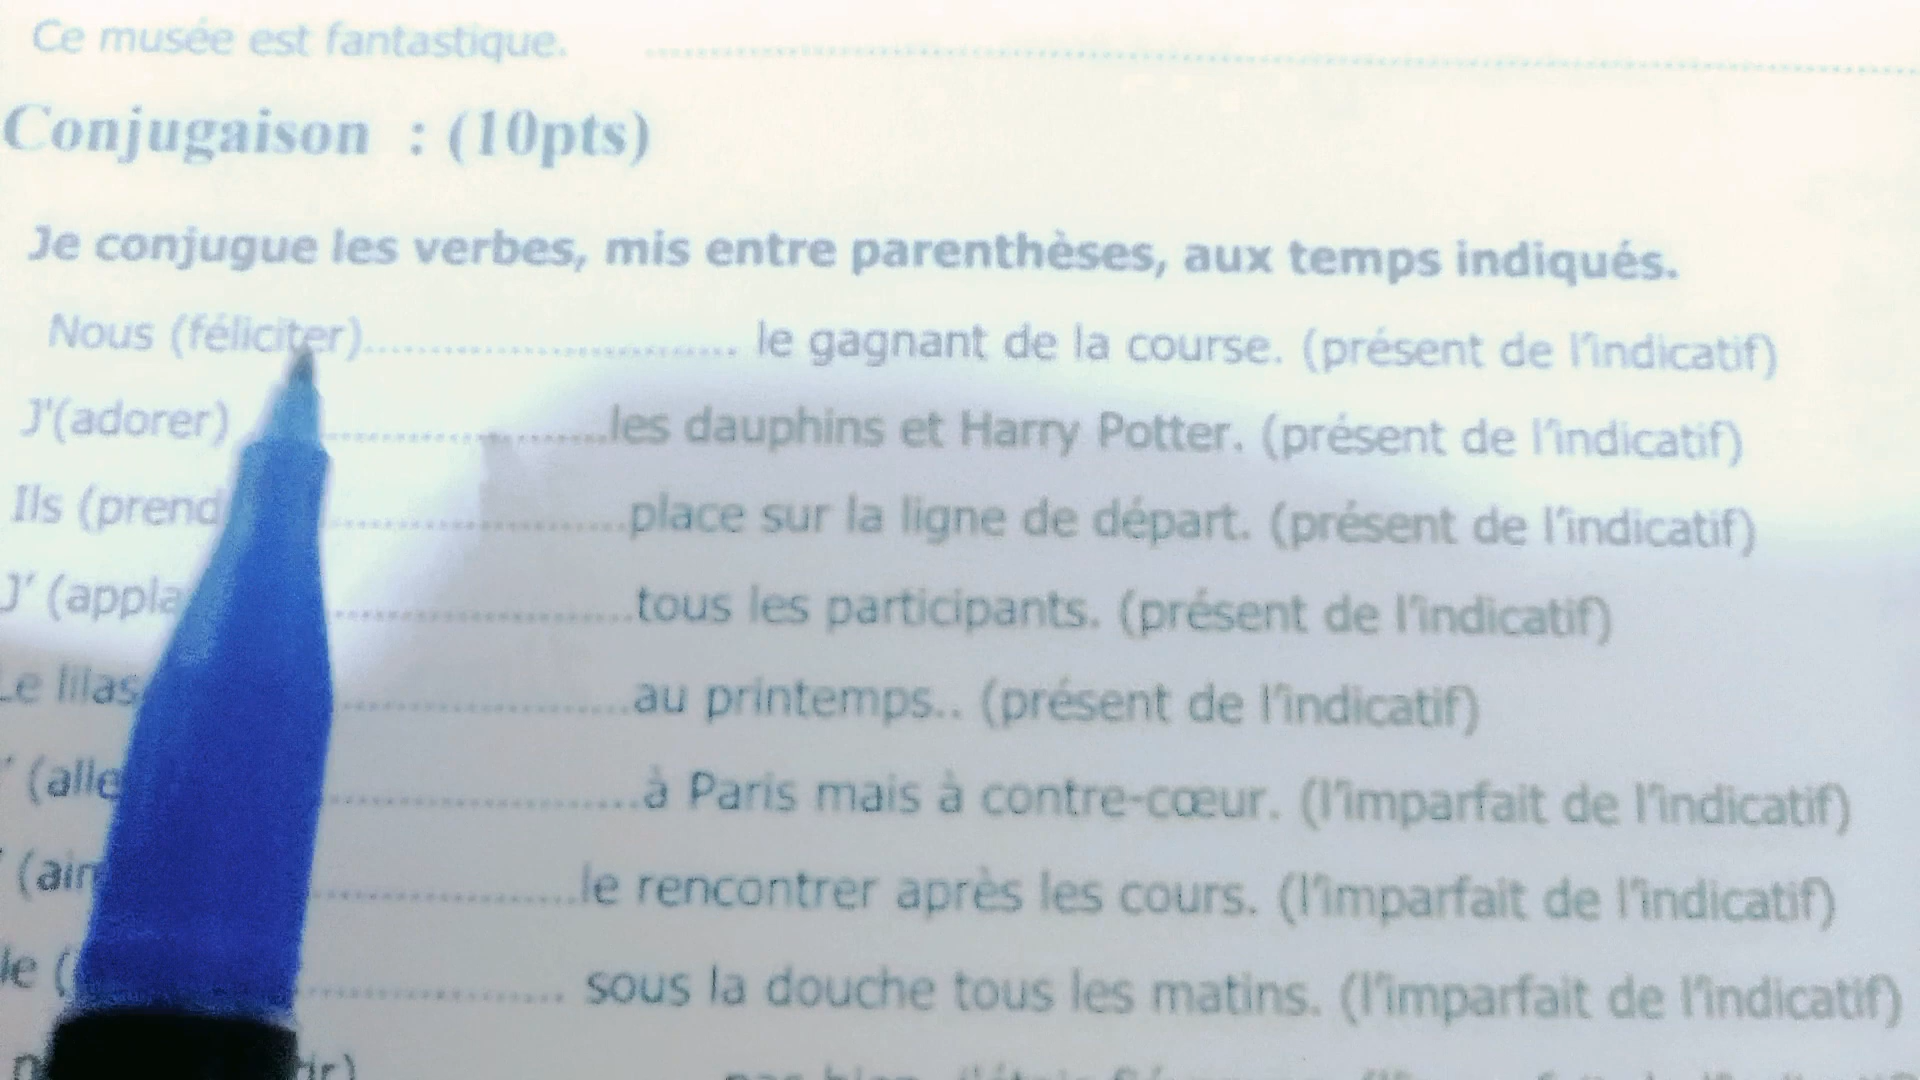 Ce musée est fantastique. ........................
Conjugaison : (10pts)
Je conjugue les verbes, mis entre parenthèses, aux temps indiqués.
Nous (féliciter)........................ le gagnant de la course. (présent de l'indicatif)
J'(adorer) ........................les dauphins et Harry Potter. (présent de l'indicatif)
Ils (prend ........................place sur la ligne de départ. (présent de l'indicatif)
J' (appla ........................tous les participants. (présent de l'indicatif)
Le lilas ........................au printemps.. (présent de l'indicatif)
' (alle ........................à Paris mais à contre-cœur. (l'imparfait de l'indicatif)
' (aim ........................le rencontrer après les cours. (l'imparfait de l'indicatif)
le ( ........................ sous la douche tous les matins. (l'imparfait de l'indicatif)